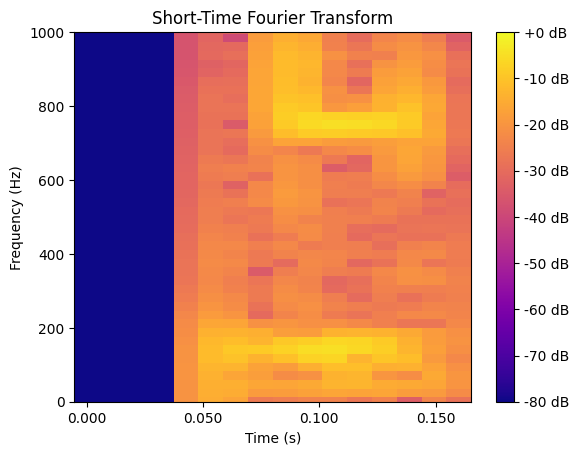 Short-Time Fourier Transform
Frequency (Hz)
1000
800
600
400
200
0
0.000
0.050
0.100
0.150
Time (s)
+0 dB
-10 dB
-20 dB
-30 dB
-40 dB
-50 dB
-60 dB
-70 dB
-80 dB